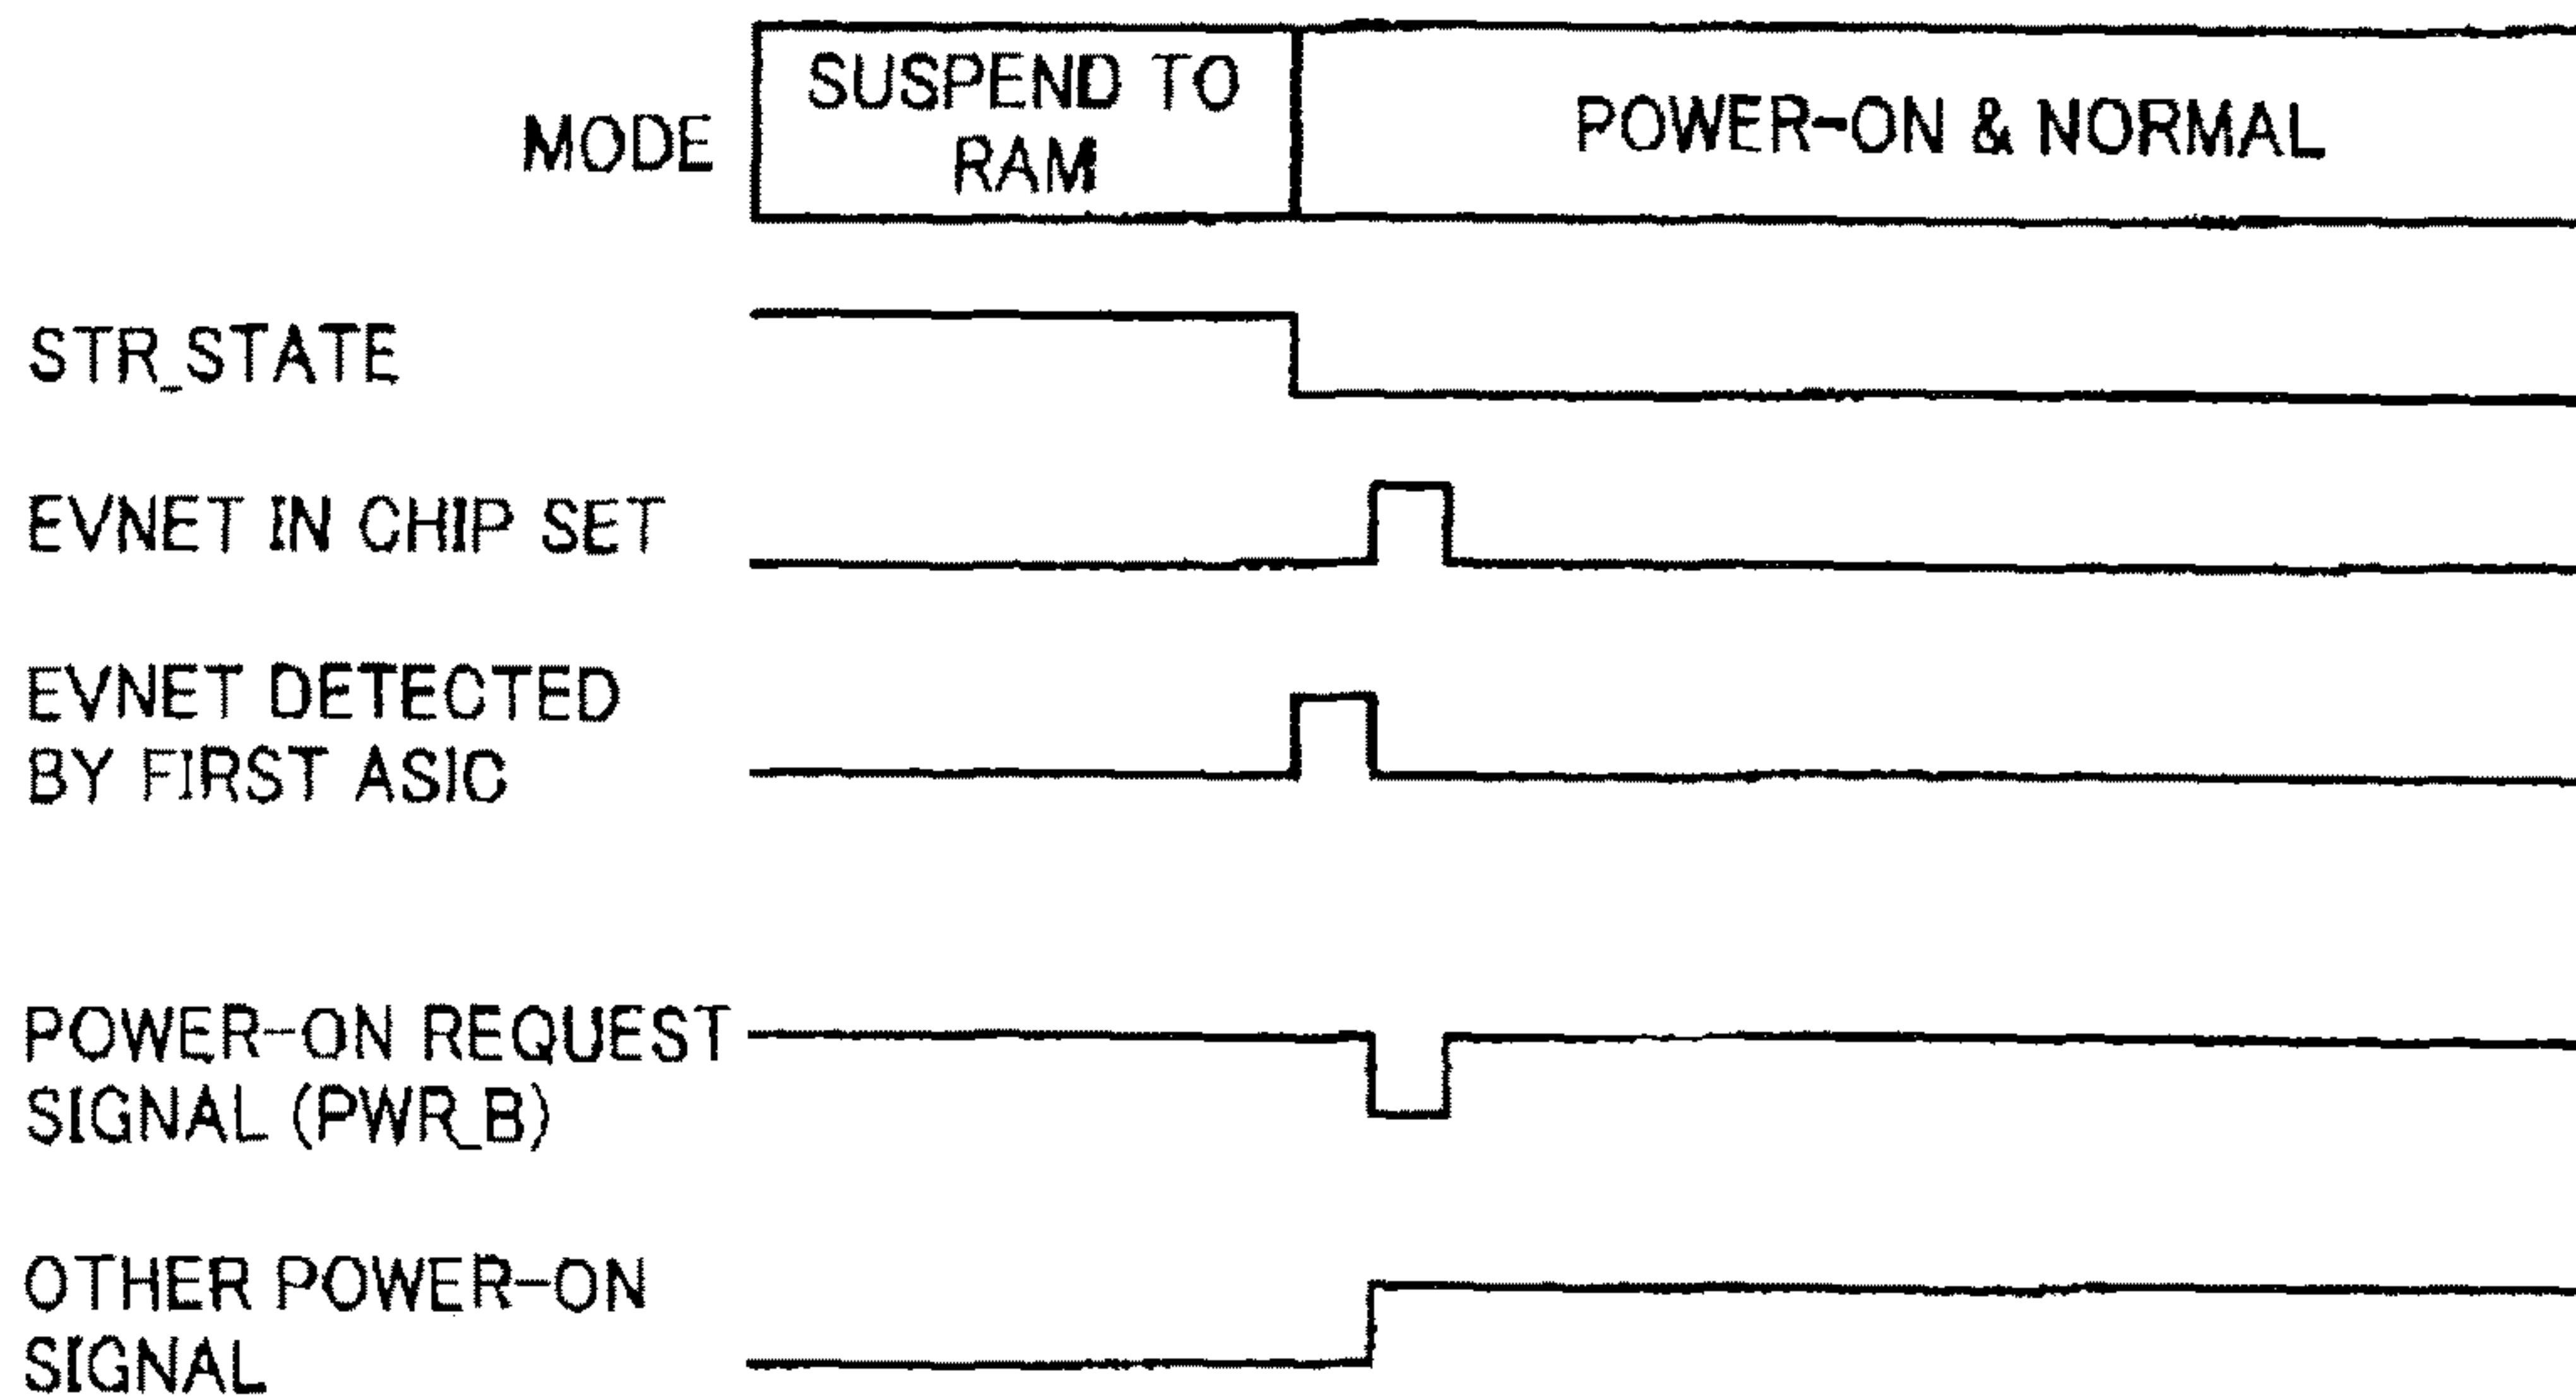 SUSPEND TO
RAM
MODE
POWER-ON & NORMAL
STR_STATE
EVNET IN CHIP SET
EVNET DETECTED
BY FIRST ASIC
POWER-ON REQUEST
SIGNAL (PWR_B)
OTHER POWER-ON
SIGNAL